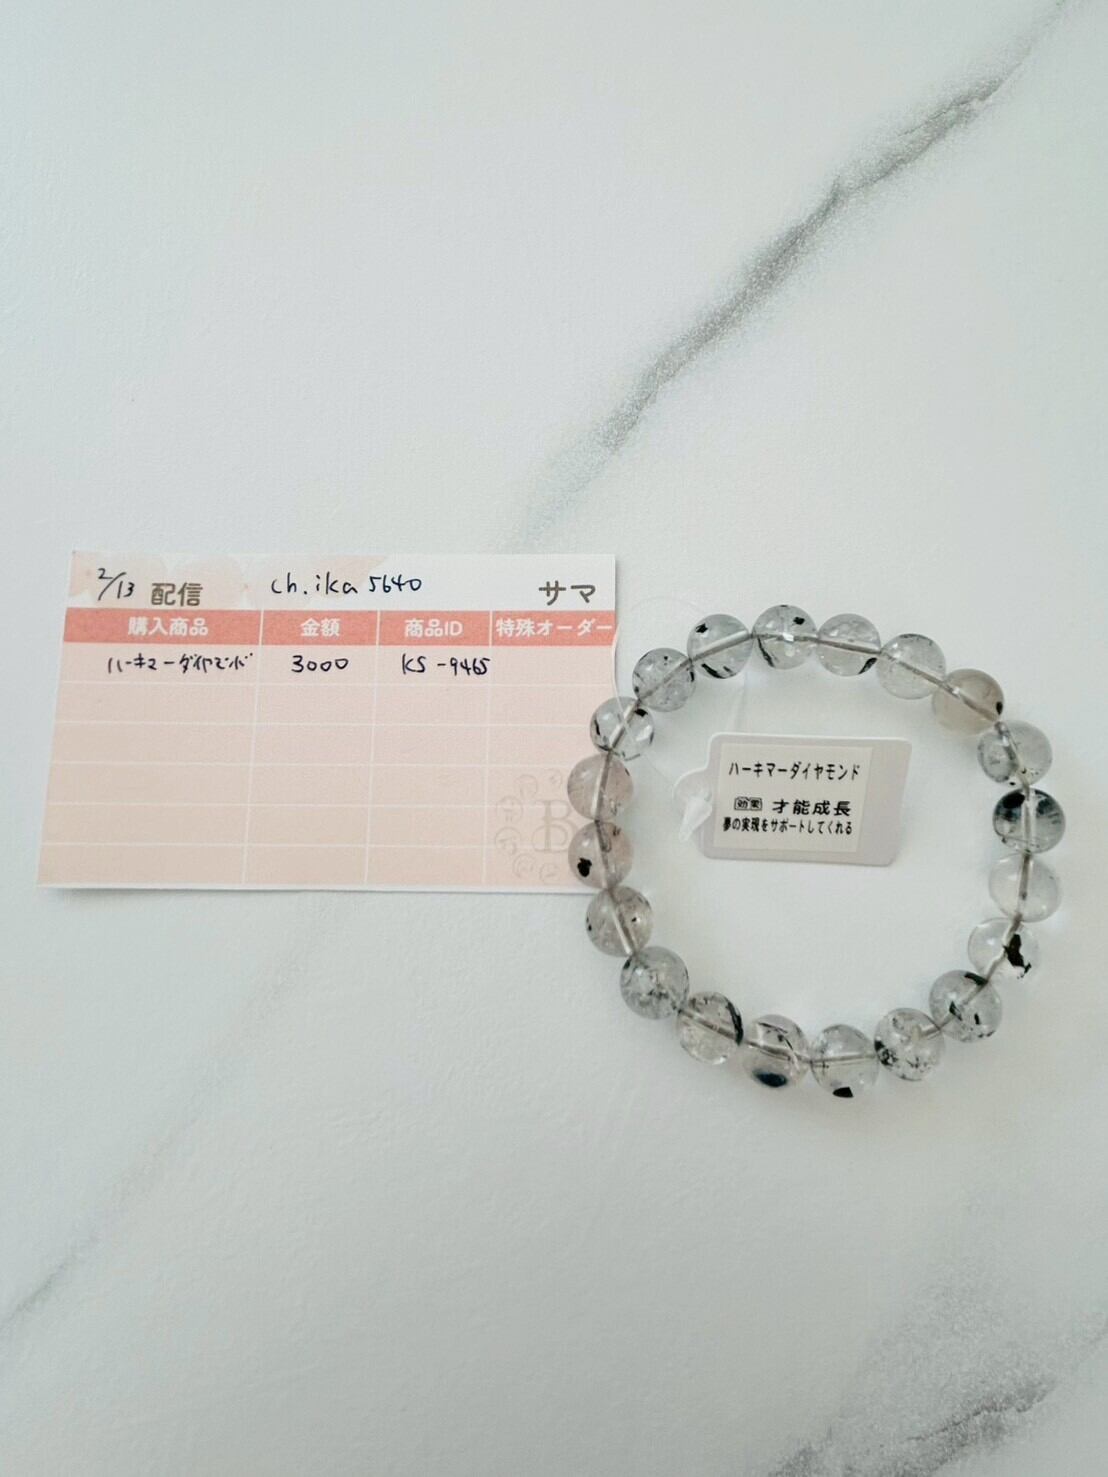 2/13 配信 ch.ika5640 サマ
購入商品 金額 商品ID 特殊オーダー
ハーキマーダイヤモンド 3000 KS-9465
B
ハーキマーダイヤモンド
効果 才能成長
夢の実現をサポートしてくれる